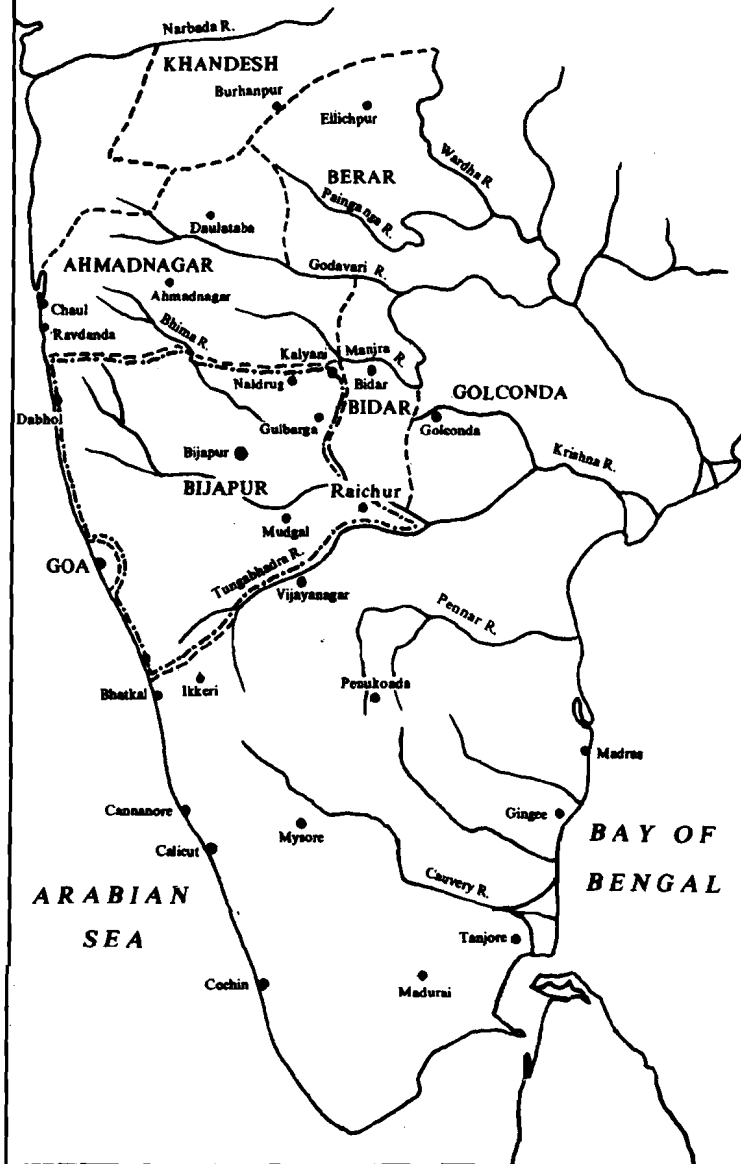 Narbada R.
KHANDESH
Burhanpur
Ellichpur
Wardha R
BERAR
Painganga R.
Daulataba
AHMADNAGAR
Godavari R.
Ahmadnagar
Chaul
Ravdanda
Bhima R.
Kalyani
Manjra R.
Naldrug
Bidar
GOLCONDA
BIDAR
Dabhol
Gulbarga
Golconda
Bijapur
Krishna R.
BIJAPUR
Raichur
Mudgal
GOA
Tungabhadra R.
Vijayanagar
Pennar R.
Bhatkal
Ikkeri
Penukonda
Madras
Cannanore
Mysore
Gingee
Calicut
BAY OF
BENGAL
Cauvery R.
ARABIAN
SEA
Tanjore
Cochin
Madurai